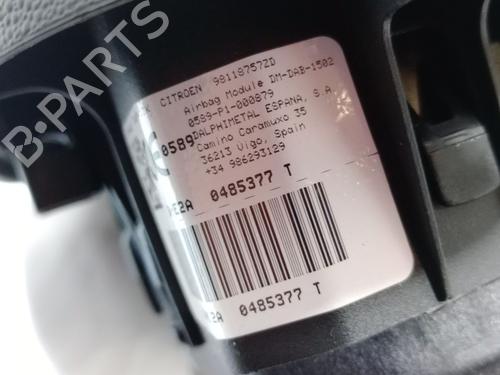 CITROEN 98118757ZD
Airbag Module DM-DAB-1502
0589-P1-000879
0589
DALPHIMETAL ESPANA, S.A.
Camino Caramuxo 35
36213 Vigo, Spain
+34 986293129
0485377 T
0485377 T